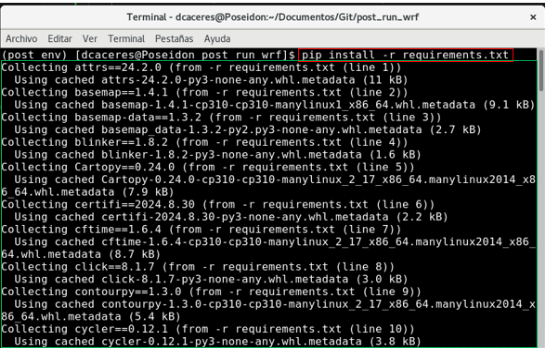 Terminal - dcaceres@Poseidon:~/Documentos/Git/post_run_wrf
Archivo Editar Ver Terminal Pestañas Ayuda
(post_env) [dcaceres@Poseidon post_run_wrf]$ pip install -r requirements.txt
Collecting attrs==24.2.0 (from -r requirements.txt (line 1))
Using cached attrs-24.2.0-py3-none-any.whl.metadata (11 kB)
Collecting basemap==1.4.1 (from -r requirements.txt (line 2))
Using cached basemap-1.4.1-cp310-cp310-manylinux1_x86_64.whl.metadata (9.1 kB)
Collecting basemap-data==1.3.2 (from -r requirements.txt (line 3))
Using cached basemap_data-1.3.2-py2.py3-none-any.whl.metadata (2.7 kB)
Collecting blinker==1.8.2 (from -r requirements.txt (line 4))
Using cached blinker-1.8.2-py3-none-any.whl.metadata (1.6 kB)
Collecting Cartopy==0.24.0 (from -r requirements.txt (line 5))
Using cached Cartopy-0.24.0-cp310-cp310-manylinux_2_17_x86_64.manylinux2014_x8
6_64.whl.metadata (7.9 kB)
Collecting certifi==2024.8.30 (from -r requirements.txt (line 6))
Using cached certifi-2024.8.30-py3-none-any.whl.metadata (2.2 kB)
Collecting cftime==1.6.4 (from -r requirements.txt (line 7))
Using cached cftime-1.6.4-cp310-cp310-manylinux_2_17_x86_64.manylinux2014_x86_
64.whl.metadata (8.7 kB)
Collecting click==8.1.7 (from -r requirements.txt (line 8))
Using cached click-8.1.7-py3-none-any.whl.metadata (3.0 kB)
Collecting contourpy==1.3.0 (from -r requirements.txt (line 9))
Using cached contourpy-1.3.0-cp310-cp310-manylinux_2_17_x86_64.manylinux2014_x
86_64.whl.metadata (5.4 kB)
Collecting cycler==0.12.1 (from -r requirements.txt (line 10))
Using cached cycler-0.12.1-py3-none-any.whl.metadata (3.8 kB)